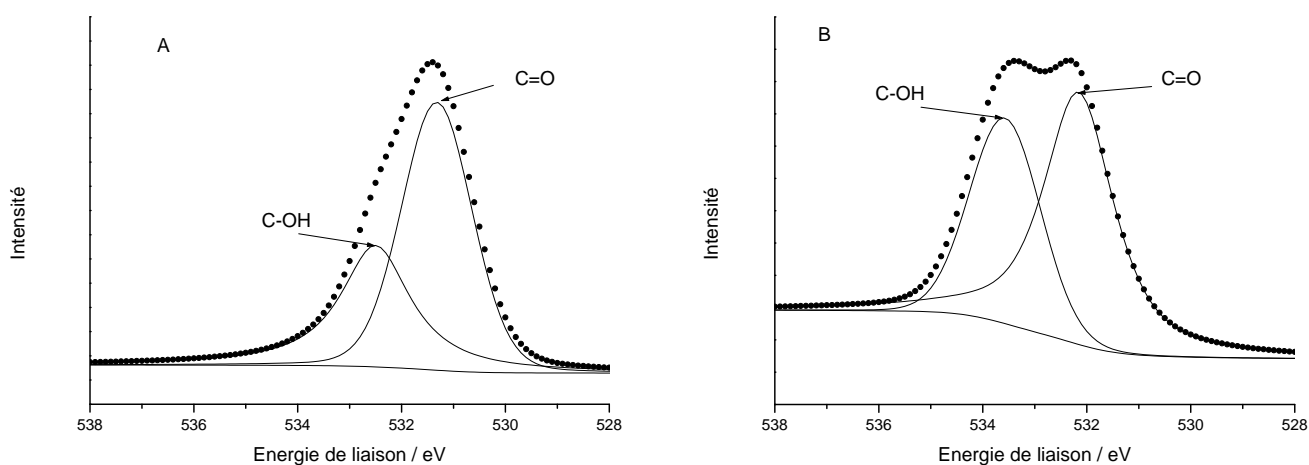 A
C=O
C-OH
Intensité
538
536
534
532
530
528
Energie de liaison / eV
B
C-OH
C=O
Intensité
538
536
534
532
530
528
Energie de liaison / eV